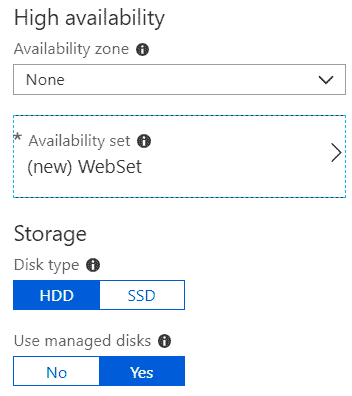 High availability
Availability zone
None
* Availability set
(new) WebSet
Storage
Disk type
HDD SSD
Use managed disks
No Yes